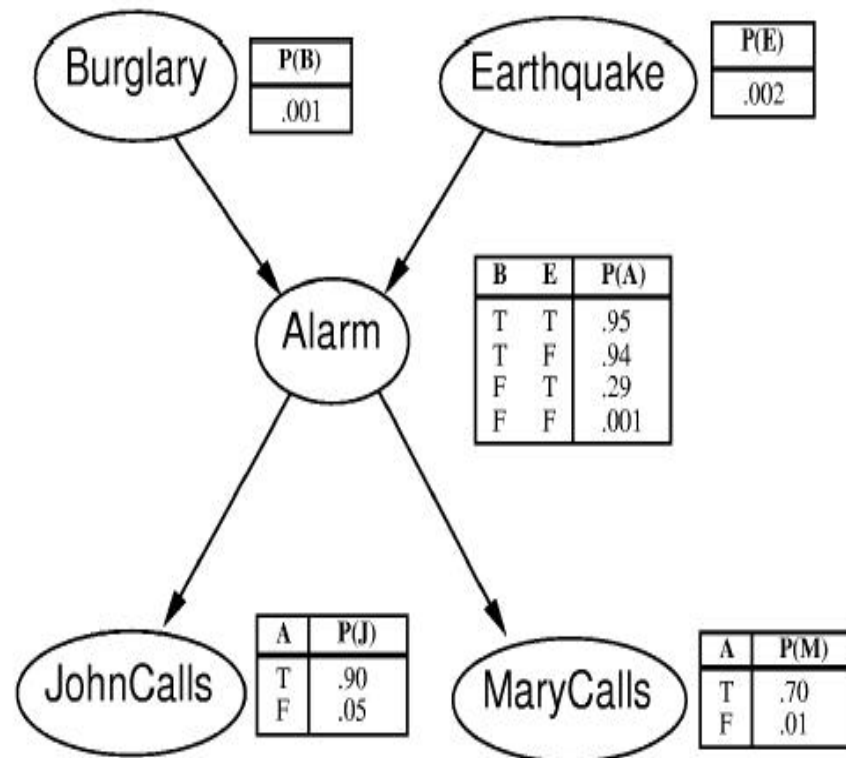 Burglary
P(B)
.001
Earthquake
P(E)
.002
Alarm
B E P(A)
T T .95
T F .94
F T .29
F F .001
JohnCalls
A P(J)
T .90
F .05
MaryCalls
A P(M)
T .70
F .01